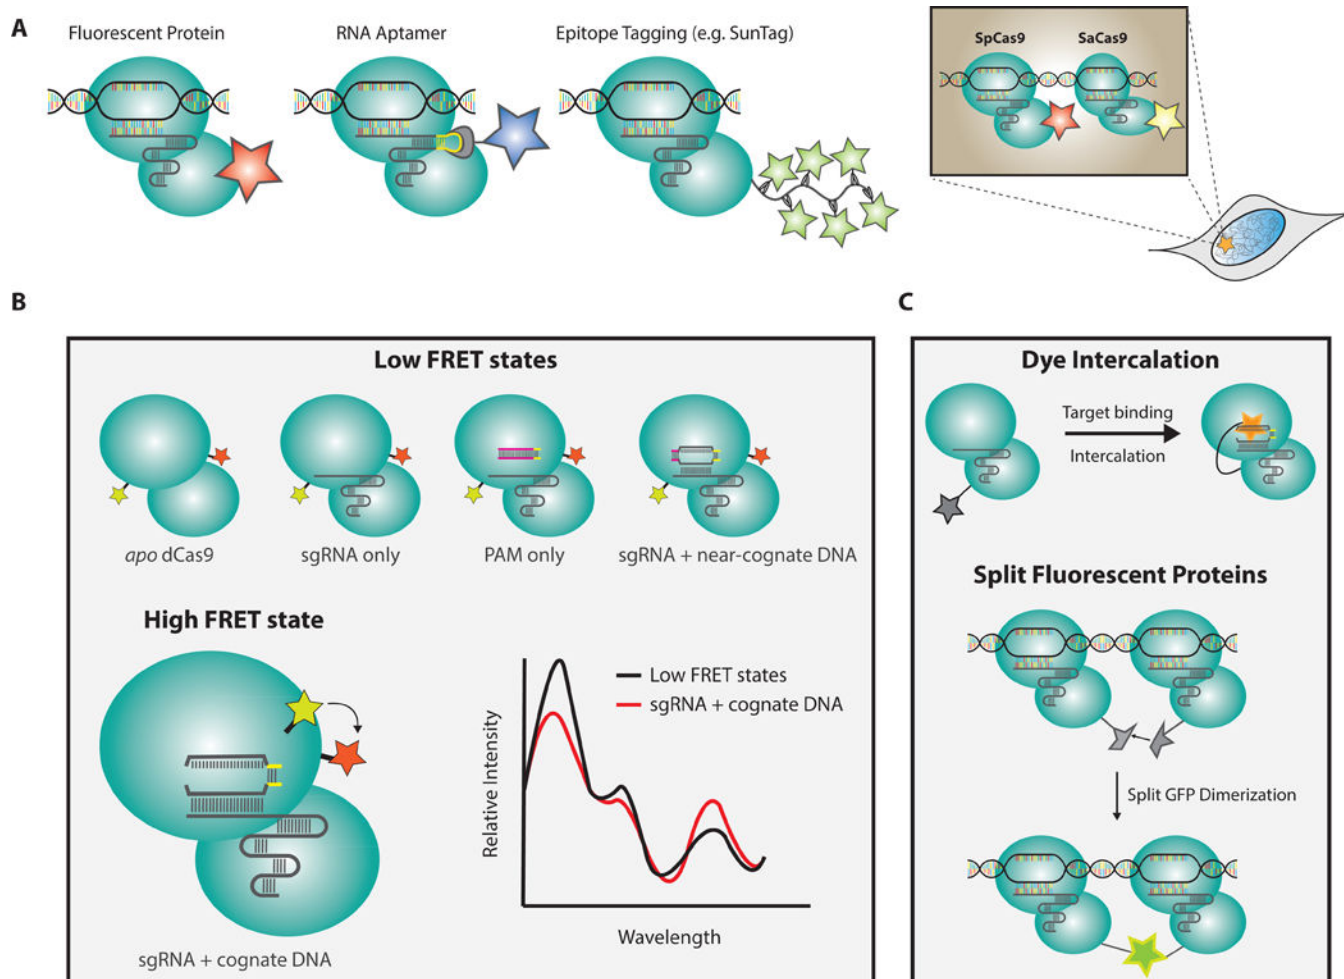 A
Fluorescent Protein
RNA Aptamer
Epitope Tagging (e.g. SunTag)
SpCas9
SaCas9
B
Low FRET states
apo dCas9
sgRNA only
PAM only
sgRNA + near-cognate DNA
High FRET state
sgRNA + cognate DNA
Low FRET states
sgRNA + cognate DNA
Relative Intensity
Wavelength
C
Dye Intercalation
Target binding
Intercalation
Split Fluorescent Proteins
Split GFP Dimerization